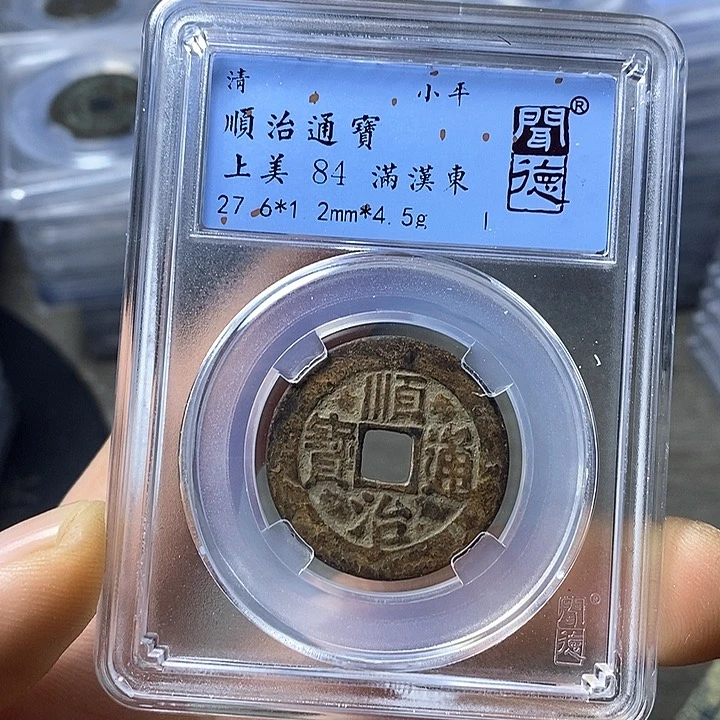 清 小平
順治通寶
上美 84 滿漢東
27.6*1.2mm*4.5g
聞德®
順治通寶
聞德®